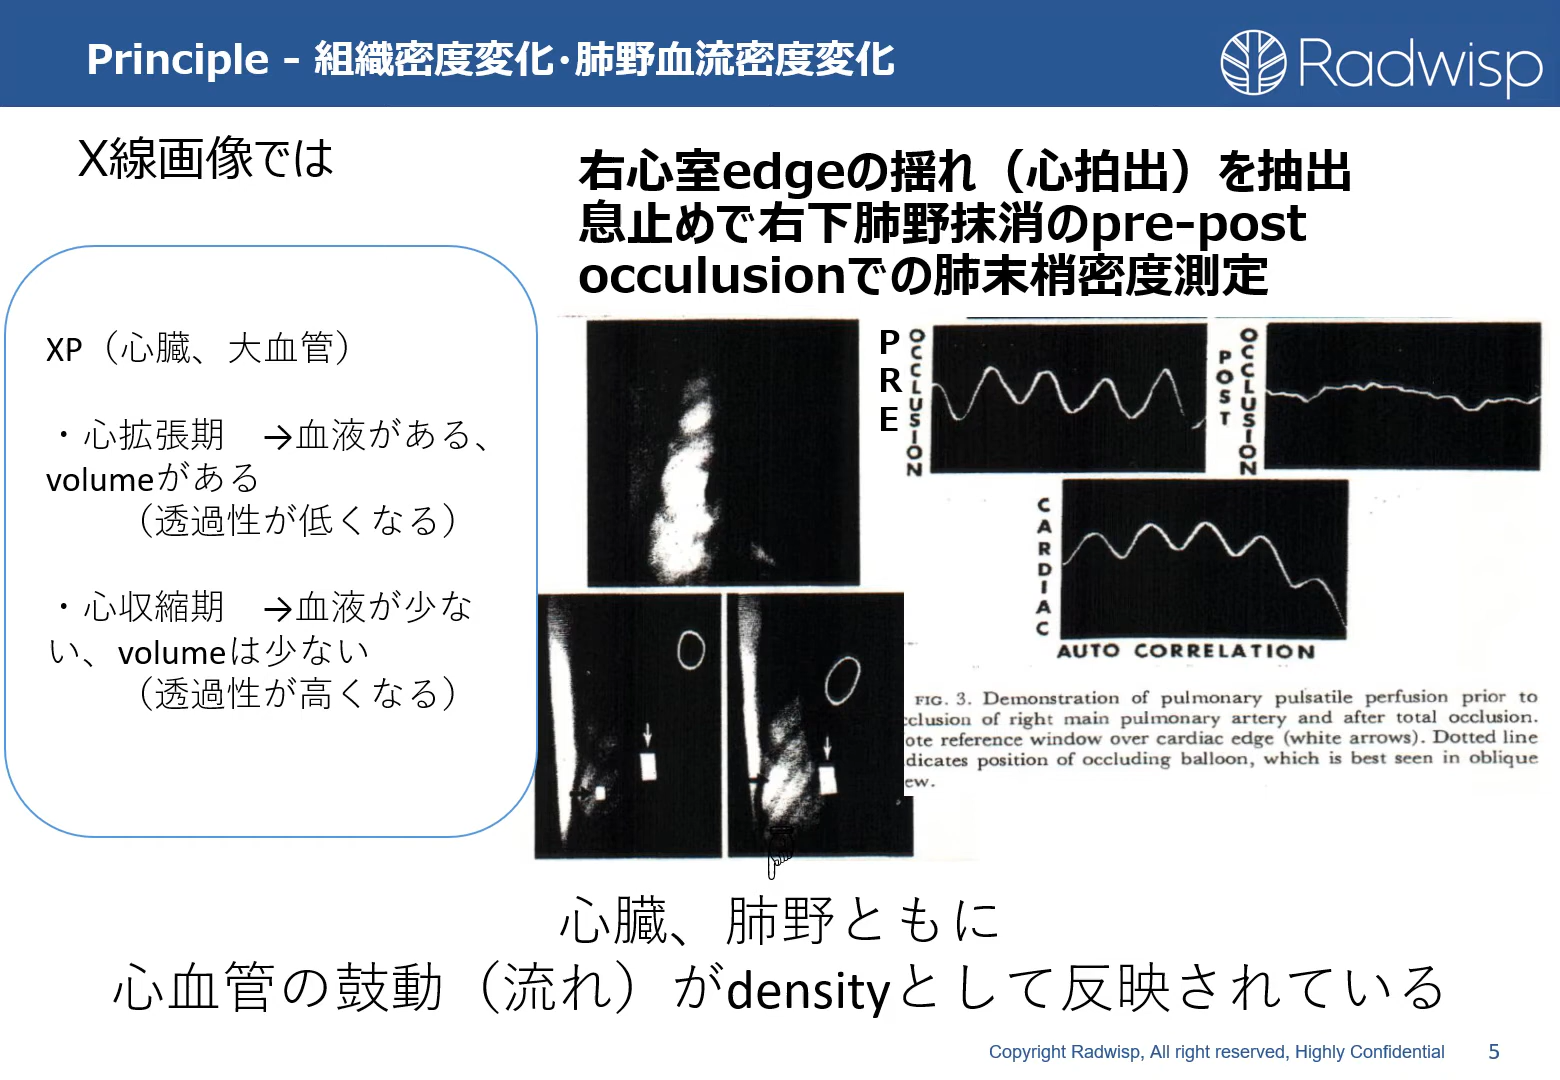 Principle - 組織密度変化・肺野血流密度変化
Radwisp
X線画像では
右心室edgeの揺れ（心拍出）を抽出
息止めで右下肺野抹消のpre-post
occulusionでの肺末梢密度測定
XP（心臓、大血管）
・心拡張期　→血液がある、
volumeがある
（透過性が低くなる）
・心収縮期　→血液が少な
い、volumeは少ない
（透過性が高くなる）
PRE
OCCLUSION
POST
OCCLUSION
CARDIAC
AUTO CORRELATION
FIG. 3. Demonstration of pulmonary pulsatile perfusion prior to
clusion of right main pulmonary artery and after total occlusion.
ote reference window over cardiac edge (white arrows). Dotted line
dicates position of occluding balloon, which is best seen in oblique
ew.
心臓、肺野ともに
心血管の鼓動（流れ）がdensityとして反映されている
Copyright Radwisp, All right reserved, Highly Confidential
5